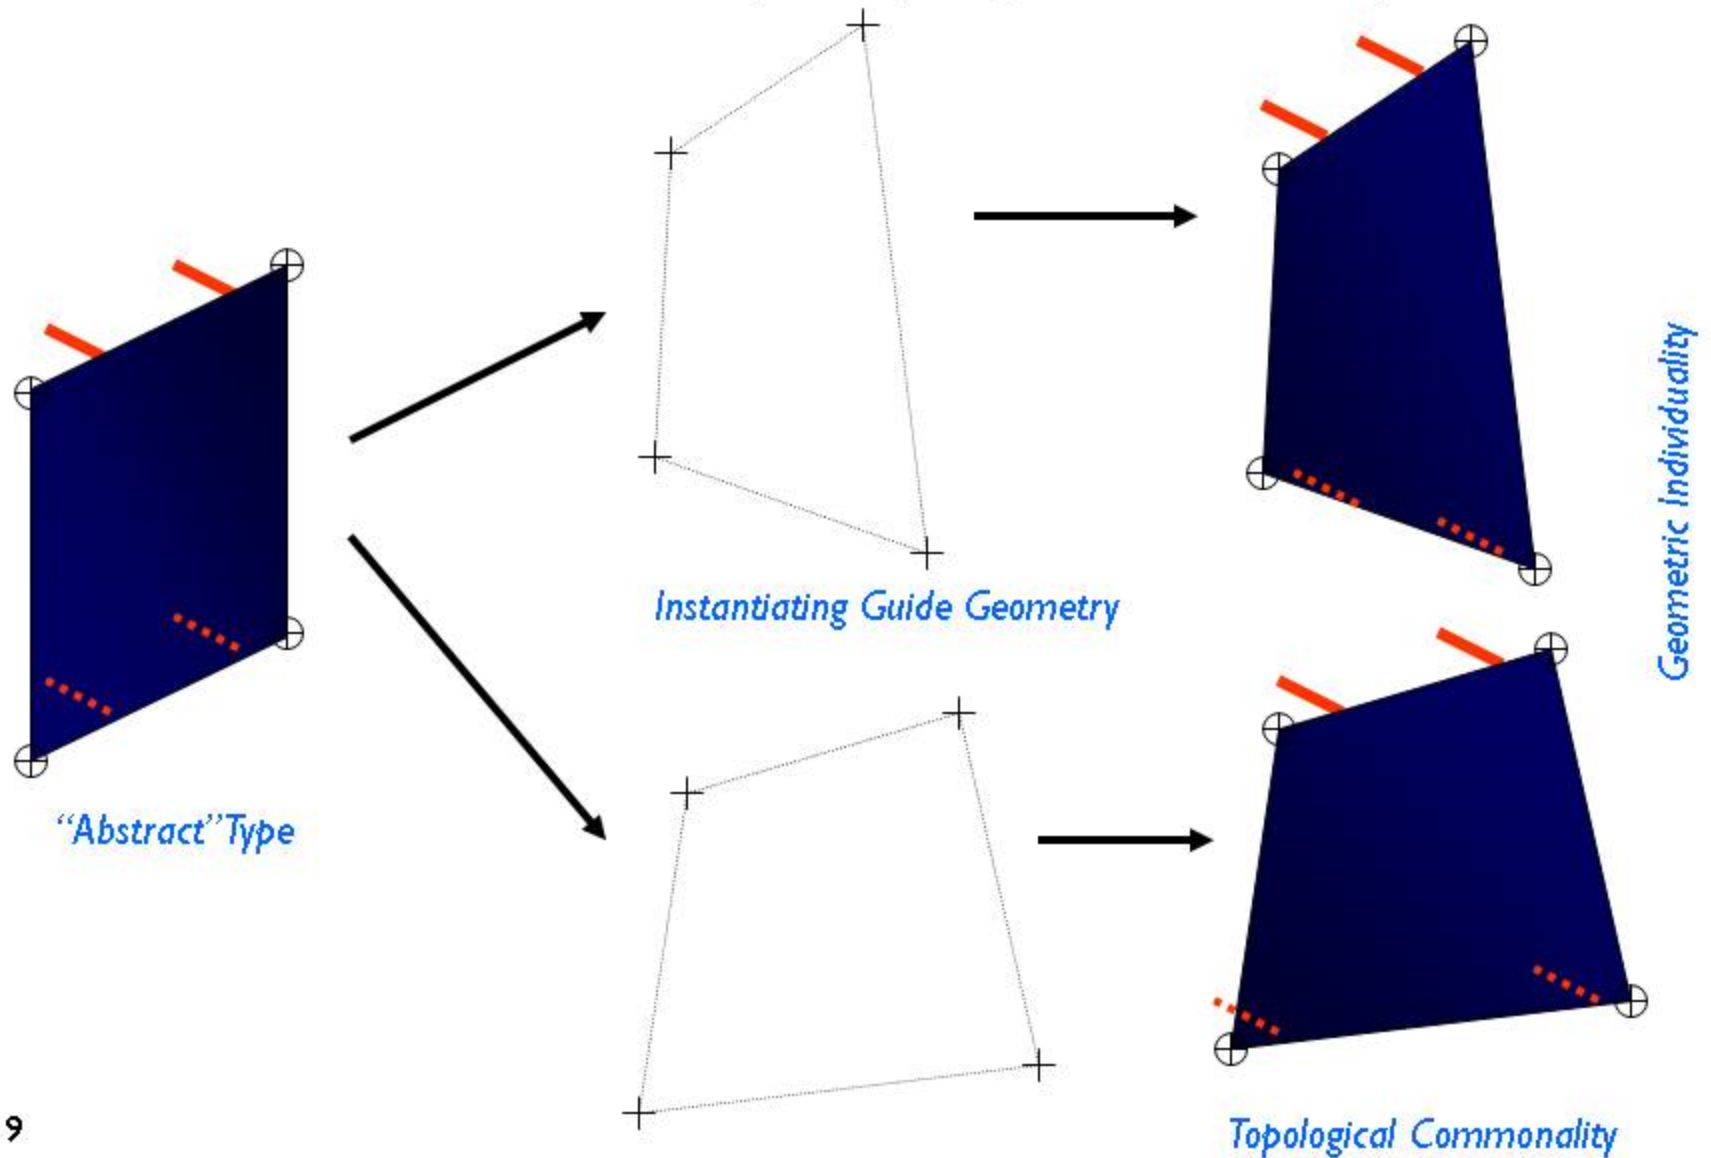 Instantiating Guide Geometry
Geometric Individuality
“Abstract” Type
Topological Commonality
9